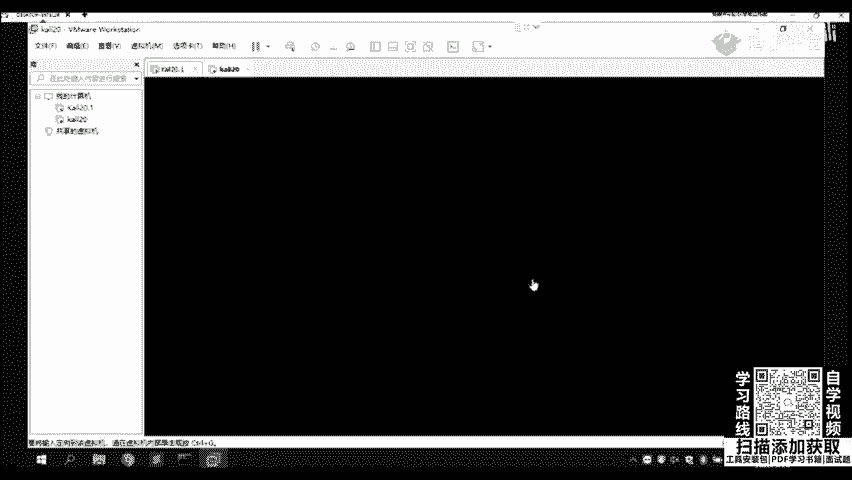 kali20 - VMware Workstation
文件(F) 编辑(E) 查看(V) 虚拟机(M) 选项卡(T) 帮助(H)
库
在此处键入内容进行搜索
我的计算机
Kali20.1
kali20
共享的虚拟机
Kali20.1
kali20
要将输入定向到该虚拟机，请在虚拟机内部单击或按 Ctrl+G。
学习路线
自学视频
扫描添加获取
工具安装包|PDF学习书籍|面试题